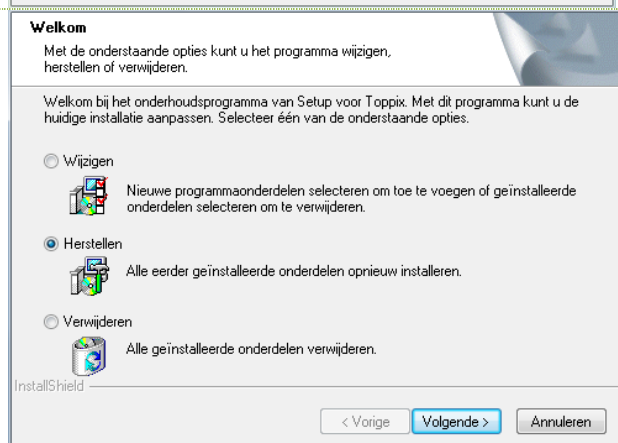 Welkom
Met de onderstaande opties kunt u het programma wijzigen,
herstellen of verwijderen.
Welkom bij het onderhoudsprogramma van Setup voor Toppix. Met dit programma kunt u de
huidige installatie aanpassen. Selecteer één van de onderstaande opties.
Wijzigen
Nieuwe programmaonderdelen selecteren om toe te voegen of geïnstalleerde
onderdelen selecteren om te verwijderen.
Herstellen
Alle eerder geïnstalleerde onderdelen opnieuw installeren.
Verwijderen
Alle geïnstalleerde onderdelen verwijderen.
InstallShield
< Vorige Volgende > Annuleren